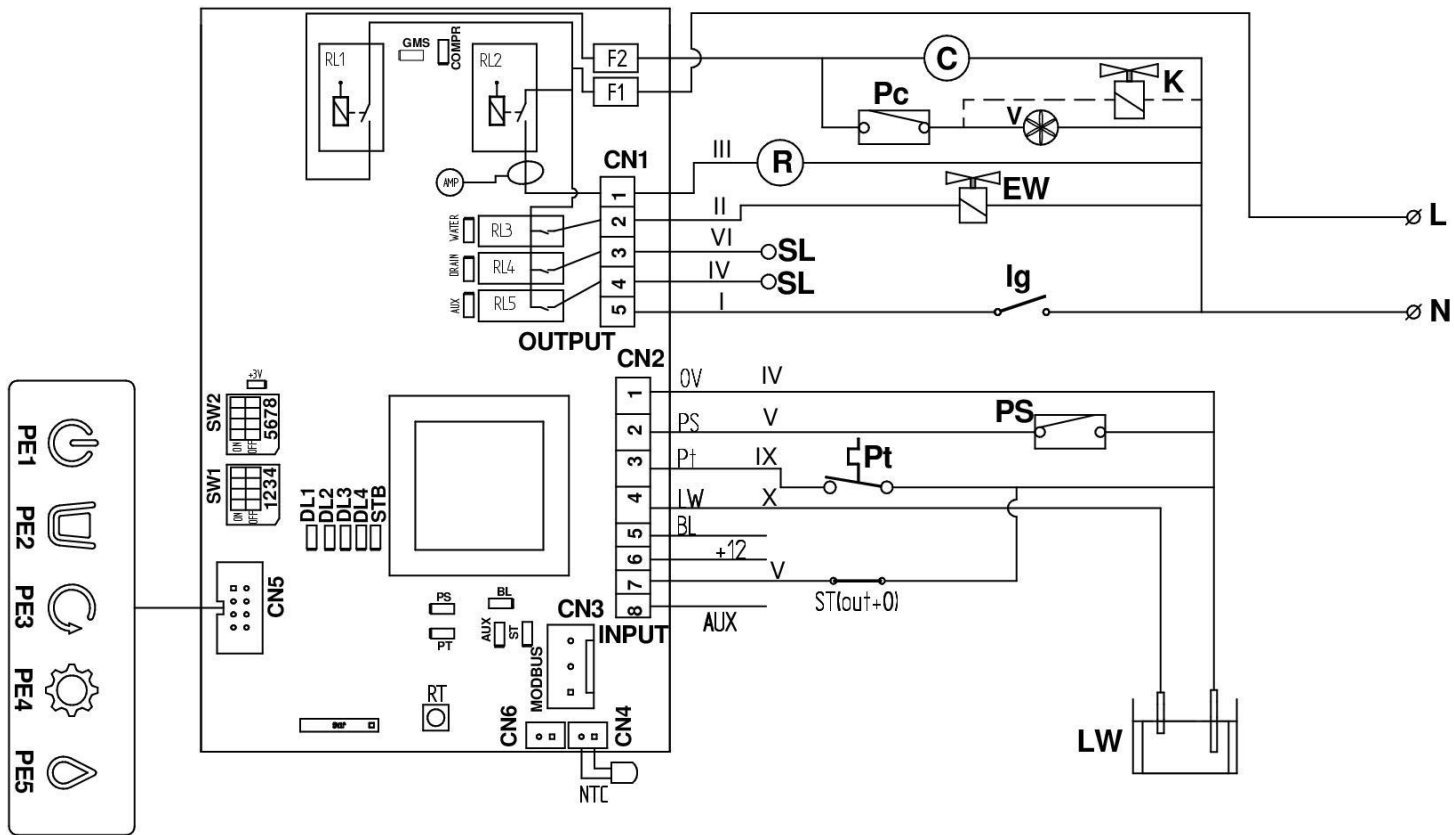 RL1
GMS
COMPR
RL2
F2
F1
C
K
Pc
V
CN1
III
R
AMP
1
EW
II
WATER
RL3
2
L
VI
SL
DRAIN
RL4
3
IV
SL
Ig
AUX
RL5
4
I
5
N
OUTPUT
CN2
+3V
0V
IV
1
SW2
5678
ON
OFF
PS
V
PS
2
PE1
Pt
IX
Pt
3
SW1
1234
ON
OFF
DL1
DL2
DL3
DL4
STB
LW
X
4
PE2
BL
5
+12
6
V
7
ST(out+0)
PE3
CN5
PS
BL
CN3
8
AUX
INPUT
PT
AUX
ST
MODBUS
PE4
RT
CN6
CN4
LW
PE5
NTC